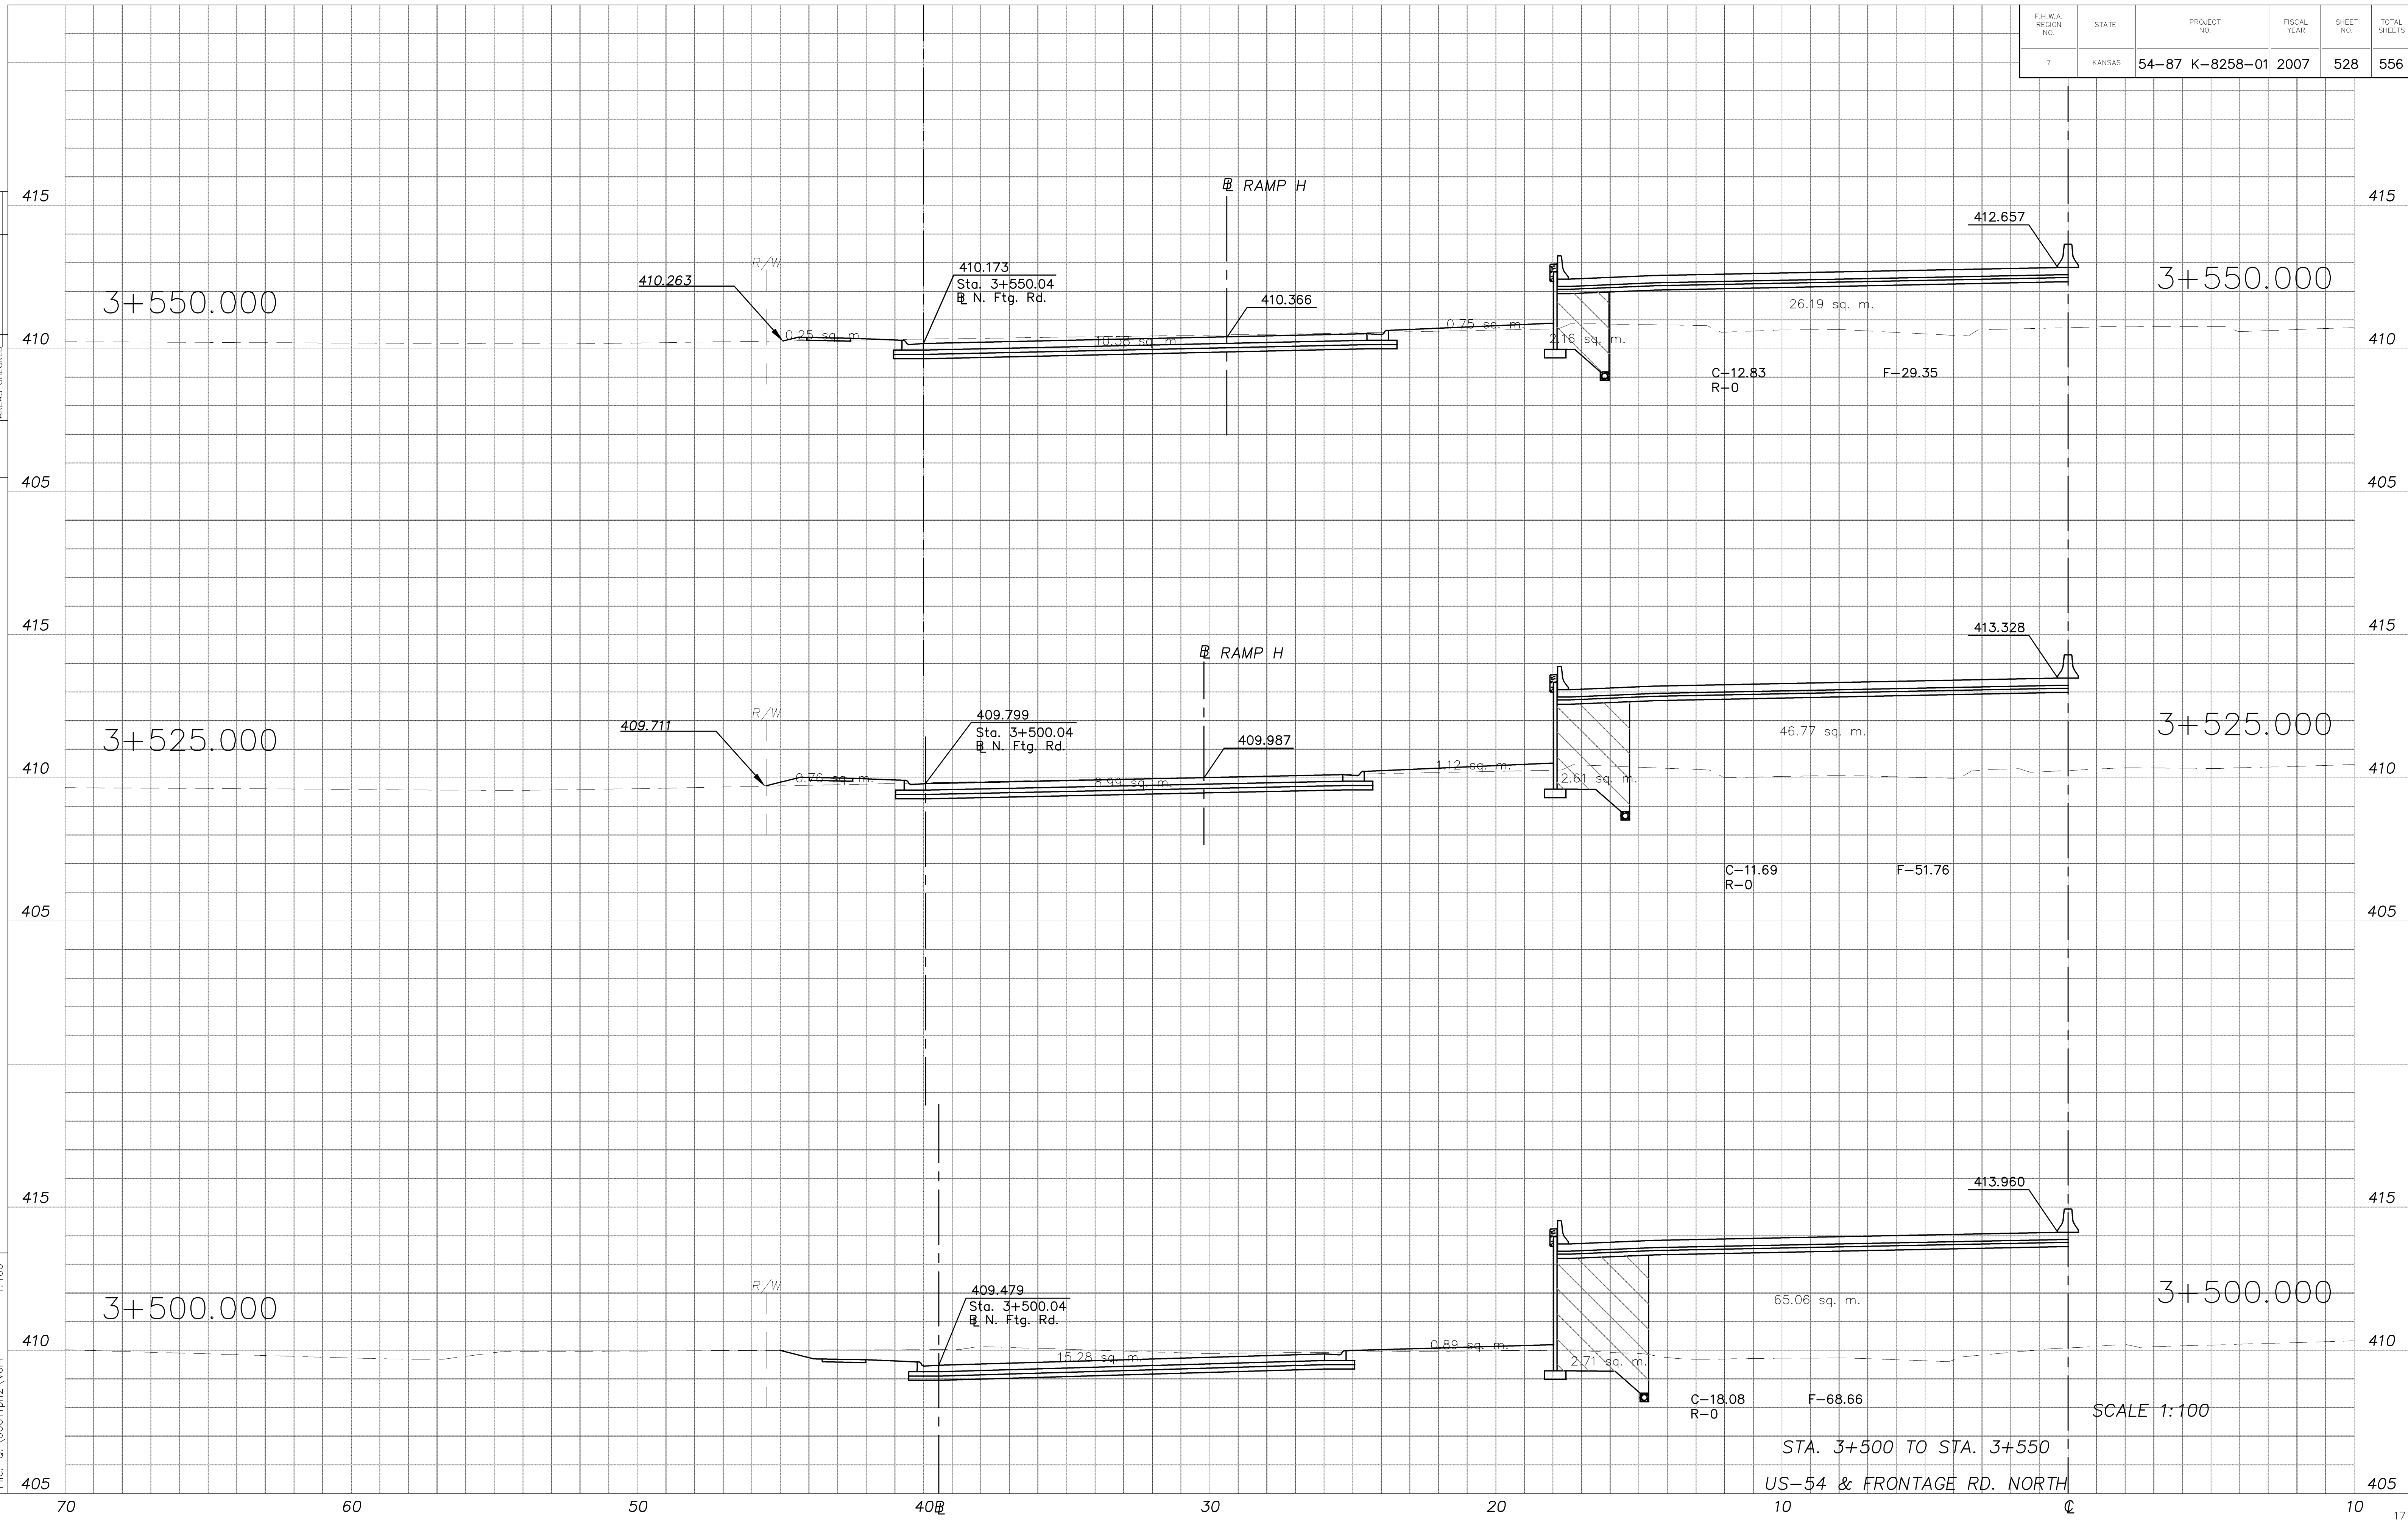 F.H.W.A. REGION NO. STATE PROJECT NO. FISCAL YEAR SHEET NO. TOTAL SHEETS
7 KANSAS 54-87 K-8258-01 2007 528 556
415 415
℄ RAMP H
412.657
R/W
410.263
410.173
Sta. 3+550.04
N. Ftg. Rd.
410.366
3+550.000 3+550.000
26.19 sq. m.
0.25 sq. m.
10.58 sq. m.
0.75 sq. m.
2.16 sq. m.
410 410
C-12.83 F-29.35
R-0
405 405
415 415
413.328
RAMP H
R/W
409.711
409.799
Sta. 3+500.04
N. Ftg. Rd.
409.987
3+525.000 3+525.000
46.77 sq. m.
410 410
0.76 sq. m.
8.99 sq. m.
1.12 sq. m.
2.61 sq. m.
C-11.69 F-51.76
R-0
405 405
415 415
413.960
R/W
409.479
Sta. 3+500.04
N. Ftg. Rd.
3+500.000 3+500.000
65.06 sq. m.
410 410
15.28 sq. m.
0.89 sq. m.
2.71 sq. m.
C-18.08 F-68.66
R-0
SCALE 1:100
STA. 3+500 TO STA. 3+550
US-54 & FRONTAGE RD. NORTH
405 405
70 60 50 40 30 20 10 ℄ 10
17